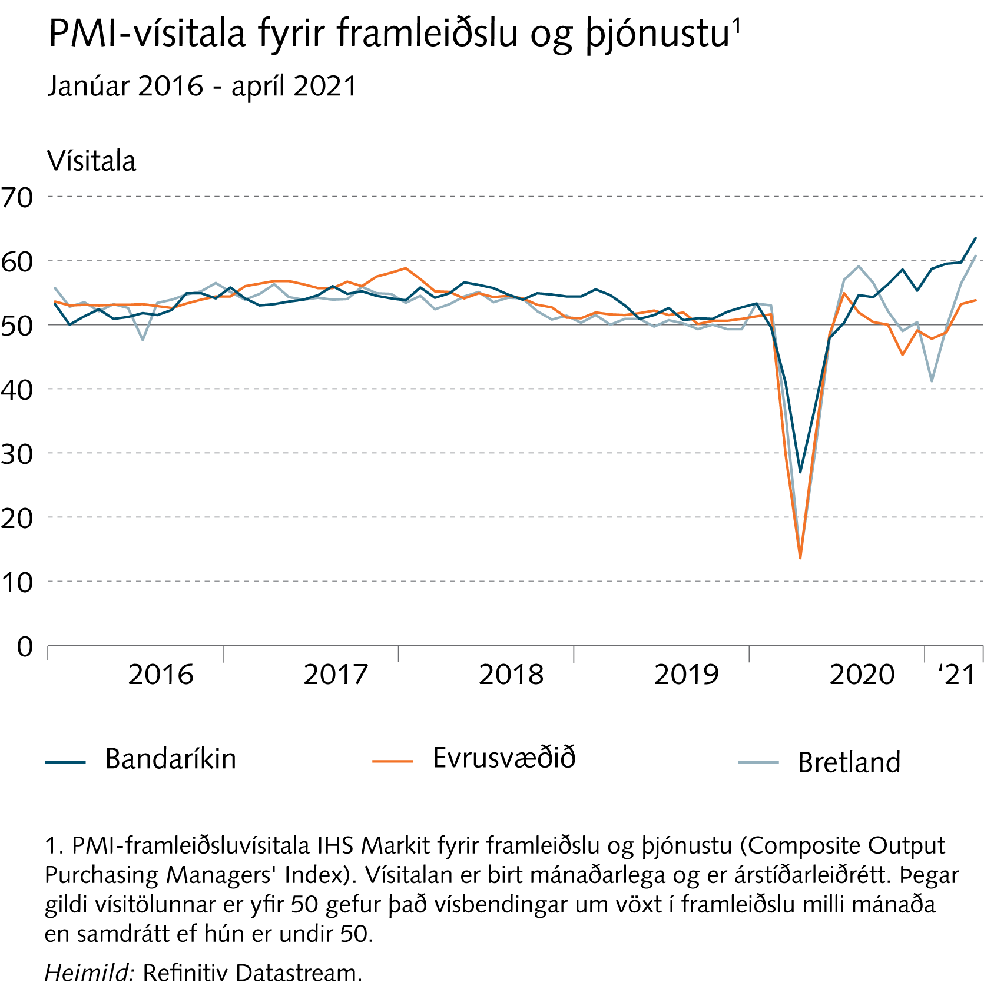 PMI-vísitala fyrir framleiðslu og þjónustu¹
Janúar 2016 - apríl 2021
Vísitala
70
60
50
40
30
20
10
0
2016 2017 2018 2019 2020 ‘21
Bandaríkin Evrusvæðið Bretland
1. PMI-framleiðsluvísitala IHS Markit fyrir framleiðslu og þjónustu (Composite Output
Purchasing Managers' Index). Vísitalan er birt mánaðarlega og er árstíðarleiðrétt. Þegar
gildi vísitölunnar er yfir 50 gefur það vísbendingar um vöxt í framleiðslu milli mánaða
en samdrátt ef hún er undir 50.
Heimild: Refinitiv Datastream.